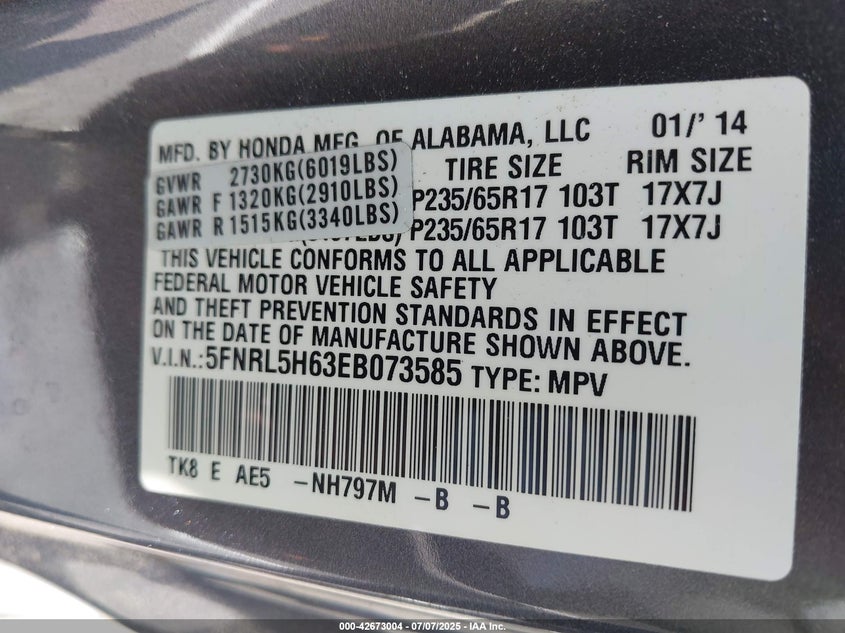 MFD. BY HONDA MFG. OF ALABAMA, LLC 01/' 14
TIRE SIZE RIM SIZE
GVWR 2730KG(6019LBS)
GAWR F 1320KG(2910LBS) P235/65R17 103T 17X7J
GAWR R 1515KG(3340LBS) P235/65R17 103T 17X7J
THIS VEHICLE CONFORMS TO ALL APPLICABLE
FEDERAL MOTOR VEHICLE SAFETY
AND THEFT PREVENTION STANDARDS IN EFFECT
ON THE DATE OF MANUFACTURE SHOWN ABOVE.
V.I.N.:5FNRL5H63EB073585 TYPE: MPV
TK8 E AE5 -NH797M -B -B
000-42673004 - 07/07/2025 - IAA Inc.